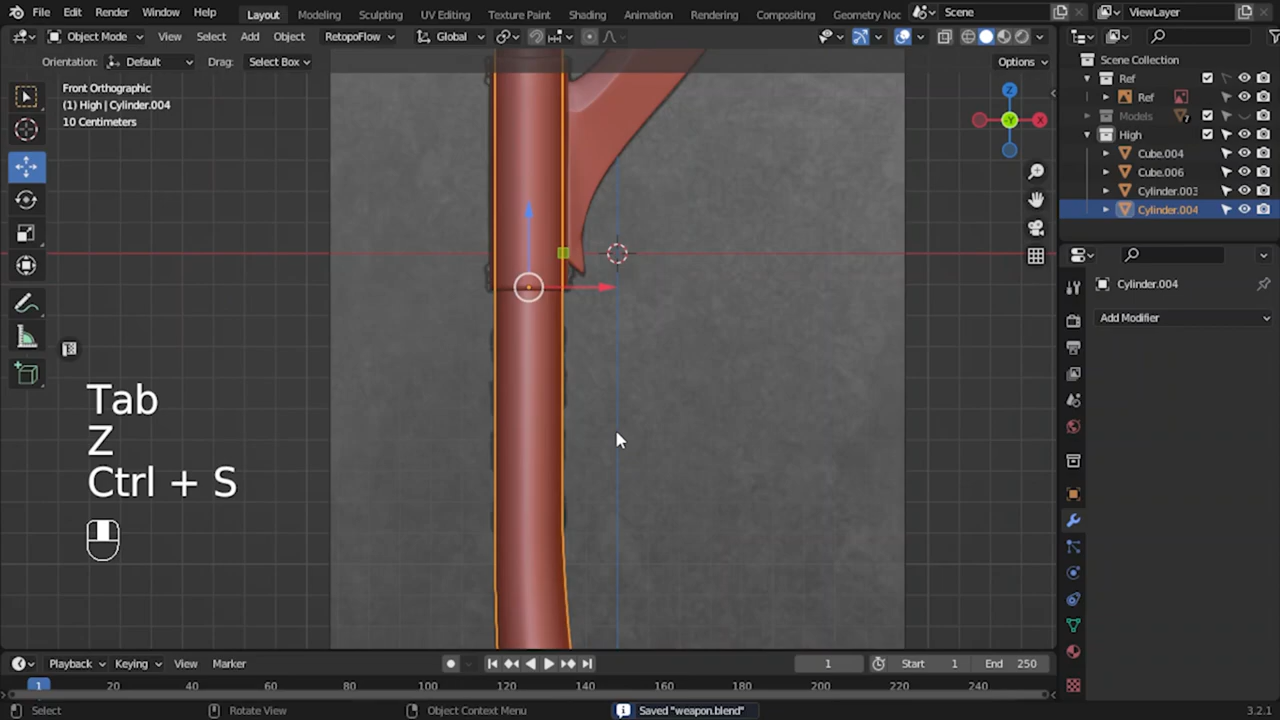 File Edit Render Window Help Layout Modeling Sculpting UV Editing Texture Paint Shading Animation Rendering Compositing Geometry Noc Scene ViewLayer
Object Mode View Select Add Object RetopoFlow Global
Orientation: Default Drag: Select Box Options
Front Orthographic
(1) High | Cylinder.004
10 Centimeters
Z
X
-Y
Scene Collection
Ref
Ref
Models
High
Cube.004
Cube.006
Cylinder.003
Cylinder.004
Cylinder.004
Add Modifier
Tab
Z
Ctrl + S
Playback Keying View Marker 1 Start 1 End 250
1 20 40 60 80 100 120 140 160 180 200 220 240
Select Rotate View Object Context Menu Saved "weapon.blend" 3.2.1